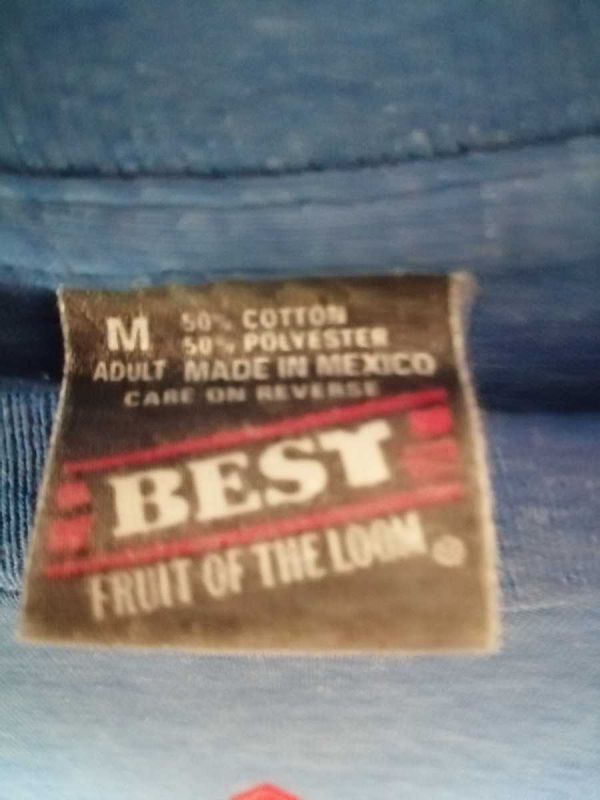 M 50% COTTON
50% POLYESTER
ADULT MADE IN MEXICO
CARE ON REVERSE
BEST
FRUIT OF THE LOOM ®